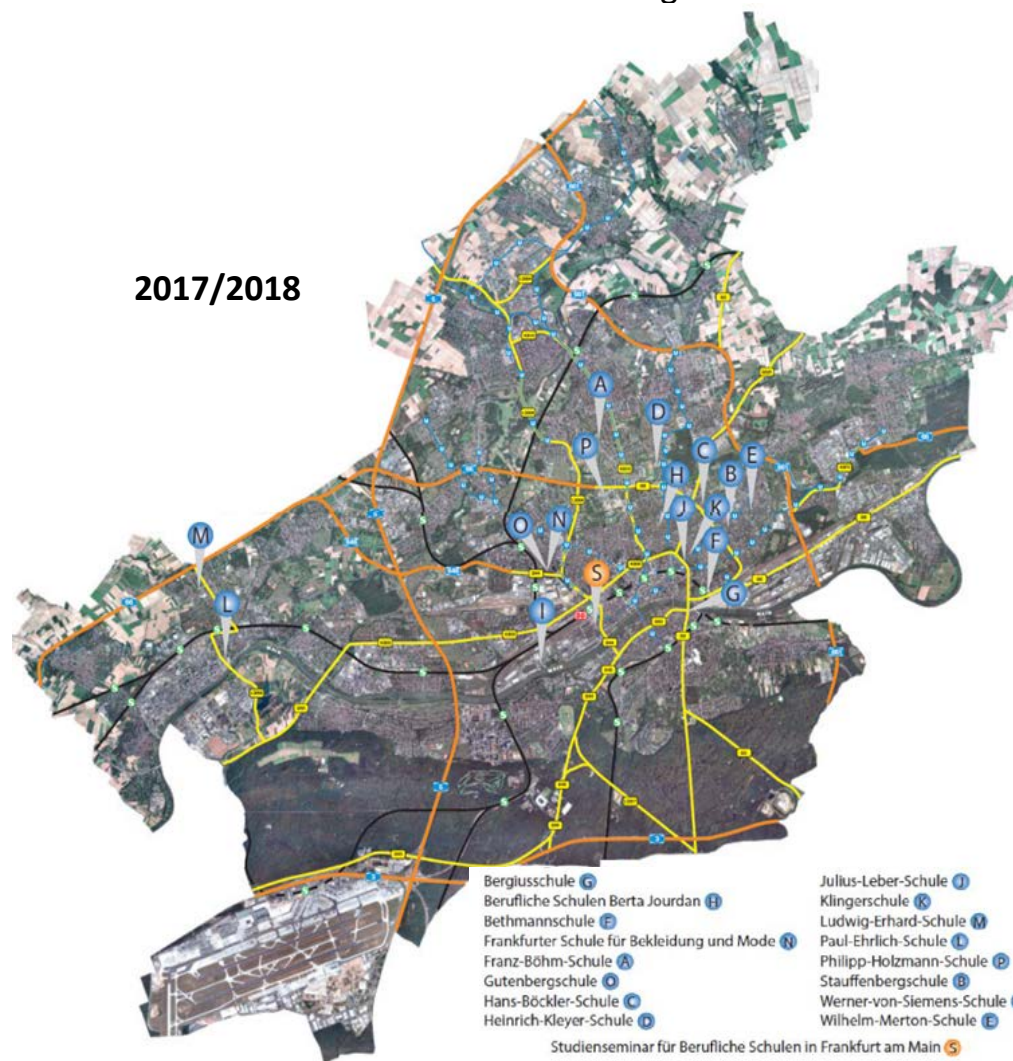 2017/2018
A
D
P
C
E
H
B
J
K
O
N
F
M
S
G
L
I
Bergiusschule G
Berufliche Schulen Berta Jourdan H
Bethmannschule F
Frankfurter Schule für Bekleidung und Mode N
Franz-Böhm-Schule A
Gutenbergschule O
Hans-Böckler-Schule C
Heinrich-Kleyer-Schule D
Julius-Leber-Schule J
Klingerschule K
Ludwig-Erhard-Schule M
Paul-Ehrlich-Schule L
Philipp-Holzmann-Schule P
Stauffenbergschule B
Werner-von-Siemens-Schule
Wilhelm-Merton-Schule E
Studienseminar für Berufliche Schulen in Frankfurt am Main S